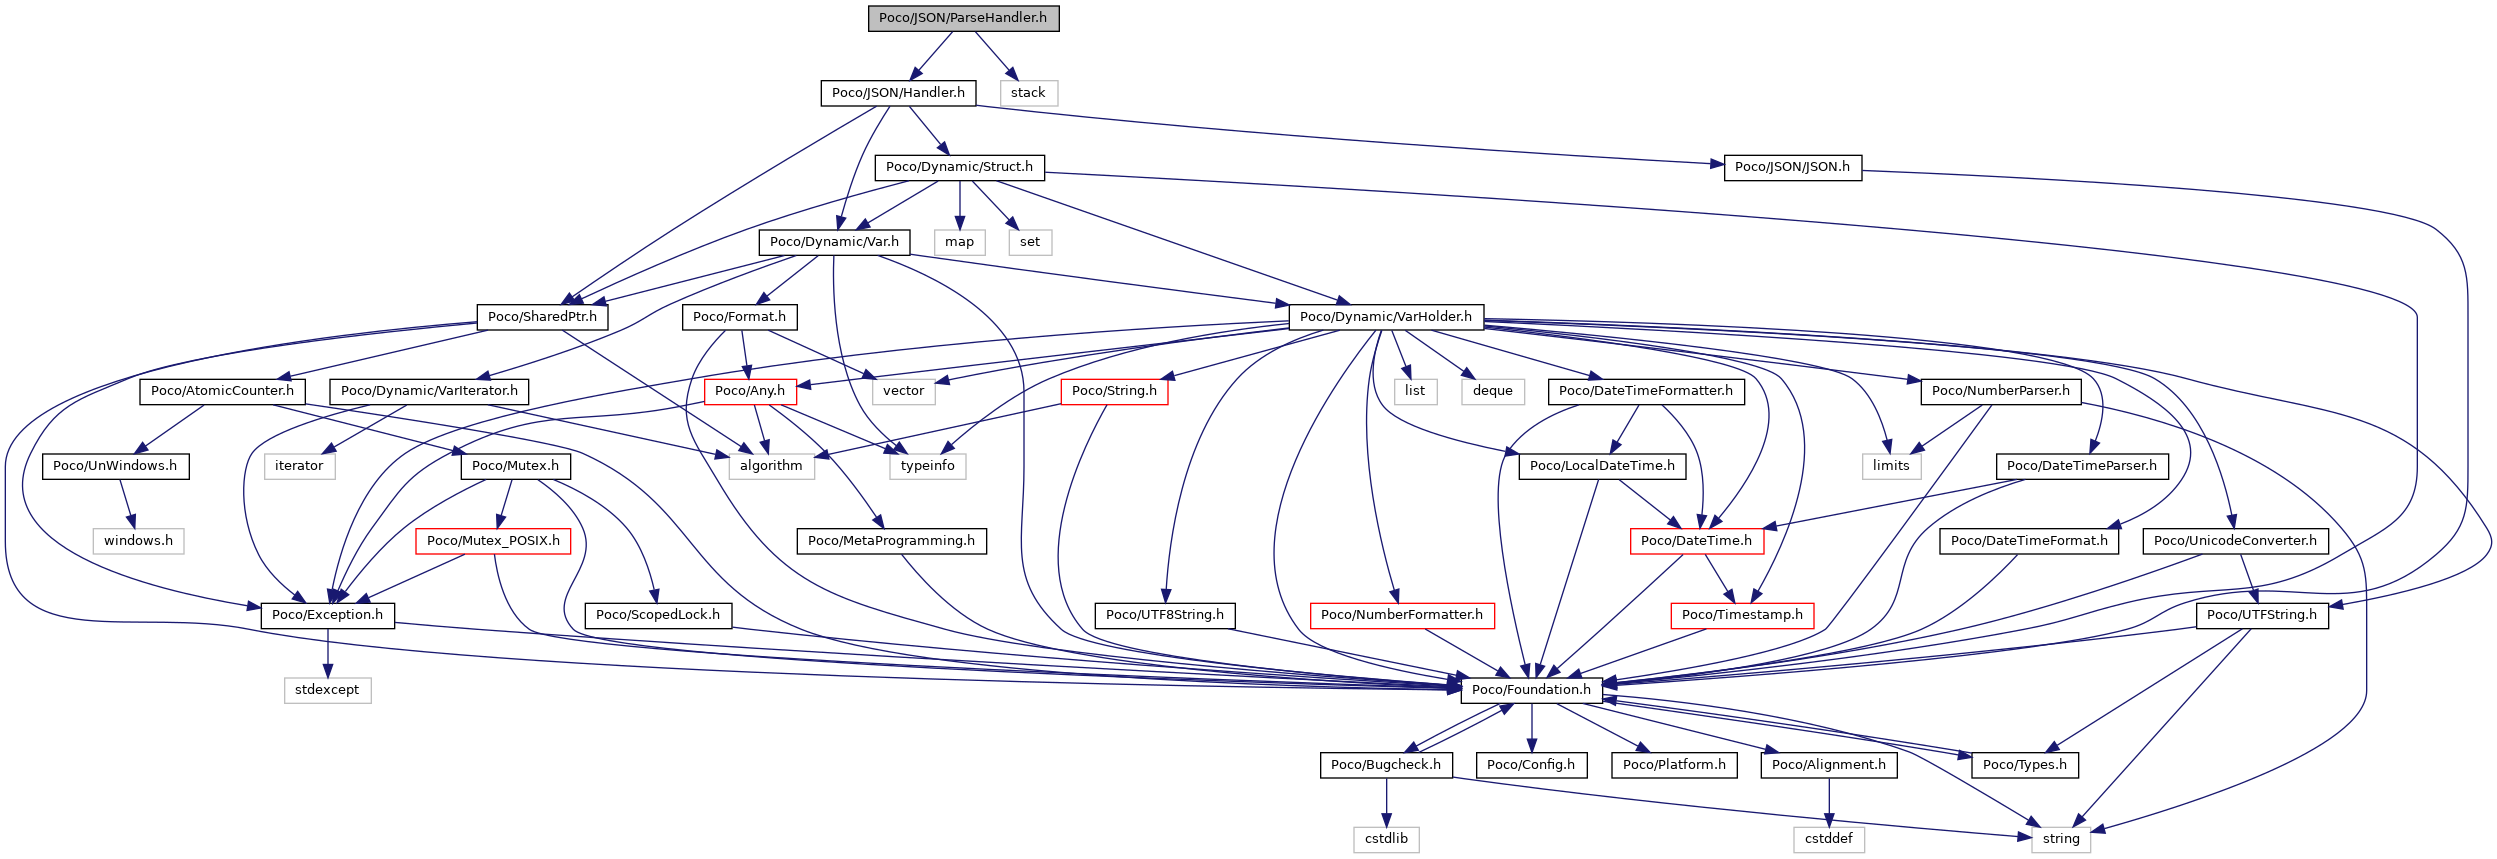 Poco/JSON/ParseHandler.h
Poco/JSON/Handler.h
stack
Poco/Dynamic/Struct.h
Poco/JSON/JSON.h
Poco/Dynamic/Var.h
map
set
Poco/SharedPtr.h
Poco/Format.h
Poco/Dynamic/VarHolder.h
Poco/AtomicCounter.h
Poco/Dynamic/VarIterator.h
Poco/Any.h
vector
Poco/String.h
list
deque
Poco/DateTimeFormatter.h
Poco/NumberParser.h
Poco/UnWindows.h
iterator
Poco/Mutex.h
algorithm
typeinfo
Poco/LocalDateTime.h
limits
Poco/DateTimeParser.h
windows.h
Poco/Mutex_POSIX.h
Poco/MetaProgramming.h
Poco/DateTime.h
Poco/DateTimeFormat.h
Poco/UnicodeConverter.h
Poco/Exception.h
Poco/ScopedLock.h
Poco/UTF8String.h
Poco/NumberFormatter.h
Poco/Timestamp.h
Poco/UTFString.h
stdexcept
Poco/Foundation.h
Poco/Bugcheck.h
Poco/Config.h
Poco/Platform.h
Poco/Alignment.h
Poco/Types.h
cstdlib
cstddef
string